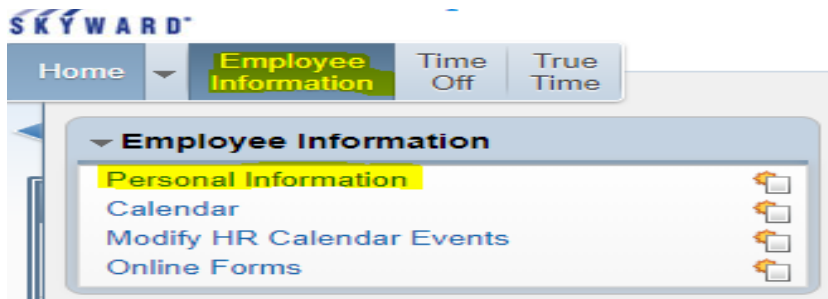 SKYWARD
Home Employee Information Time Off True Time
Employee Information
Personal Information
Calendar
Modify HR Calendar Events
Online Forms